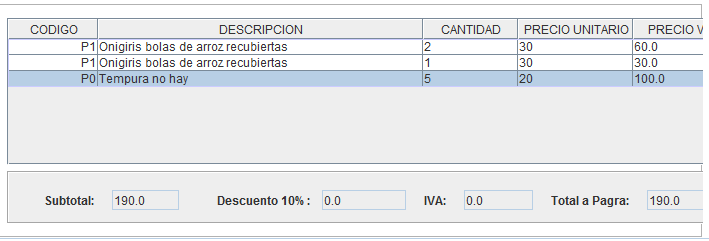 CODIGO DESCRIPCION CANTIDAD PRECIO UNITARIO PRECIO V
P1 Onigiris bolas de arroz recubiertas 2 30 60.0
P1 Onigiris bolas de arroz recubiertas 1 30 30.0
P0 Tempura no hay 5 20 100.0
Subtotal: 190.0 Descuento 10% : 0.0 IVA: 0.0 Total a Pagra: 190.0